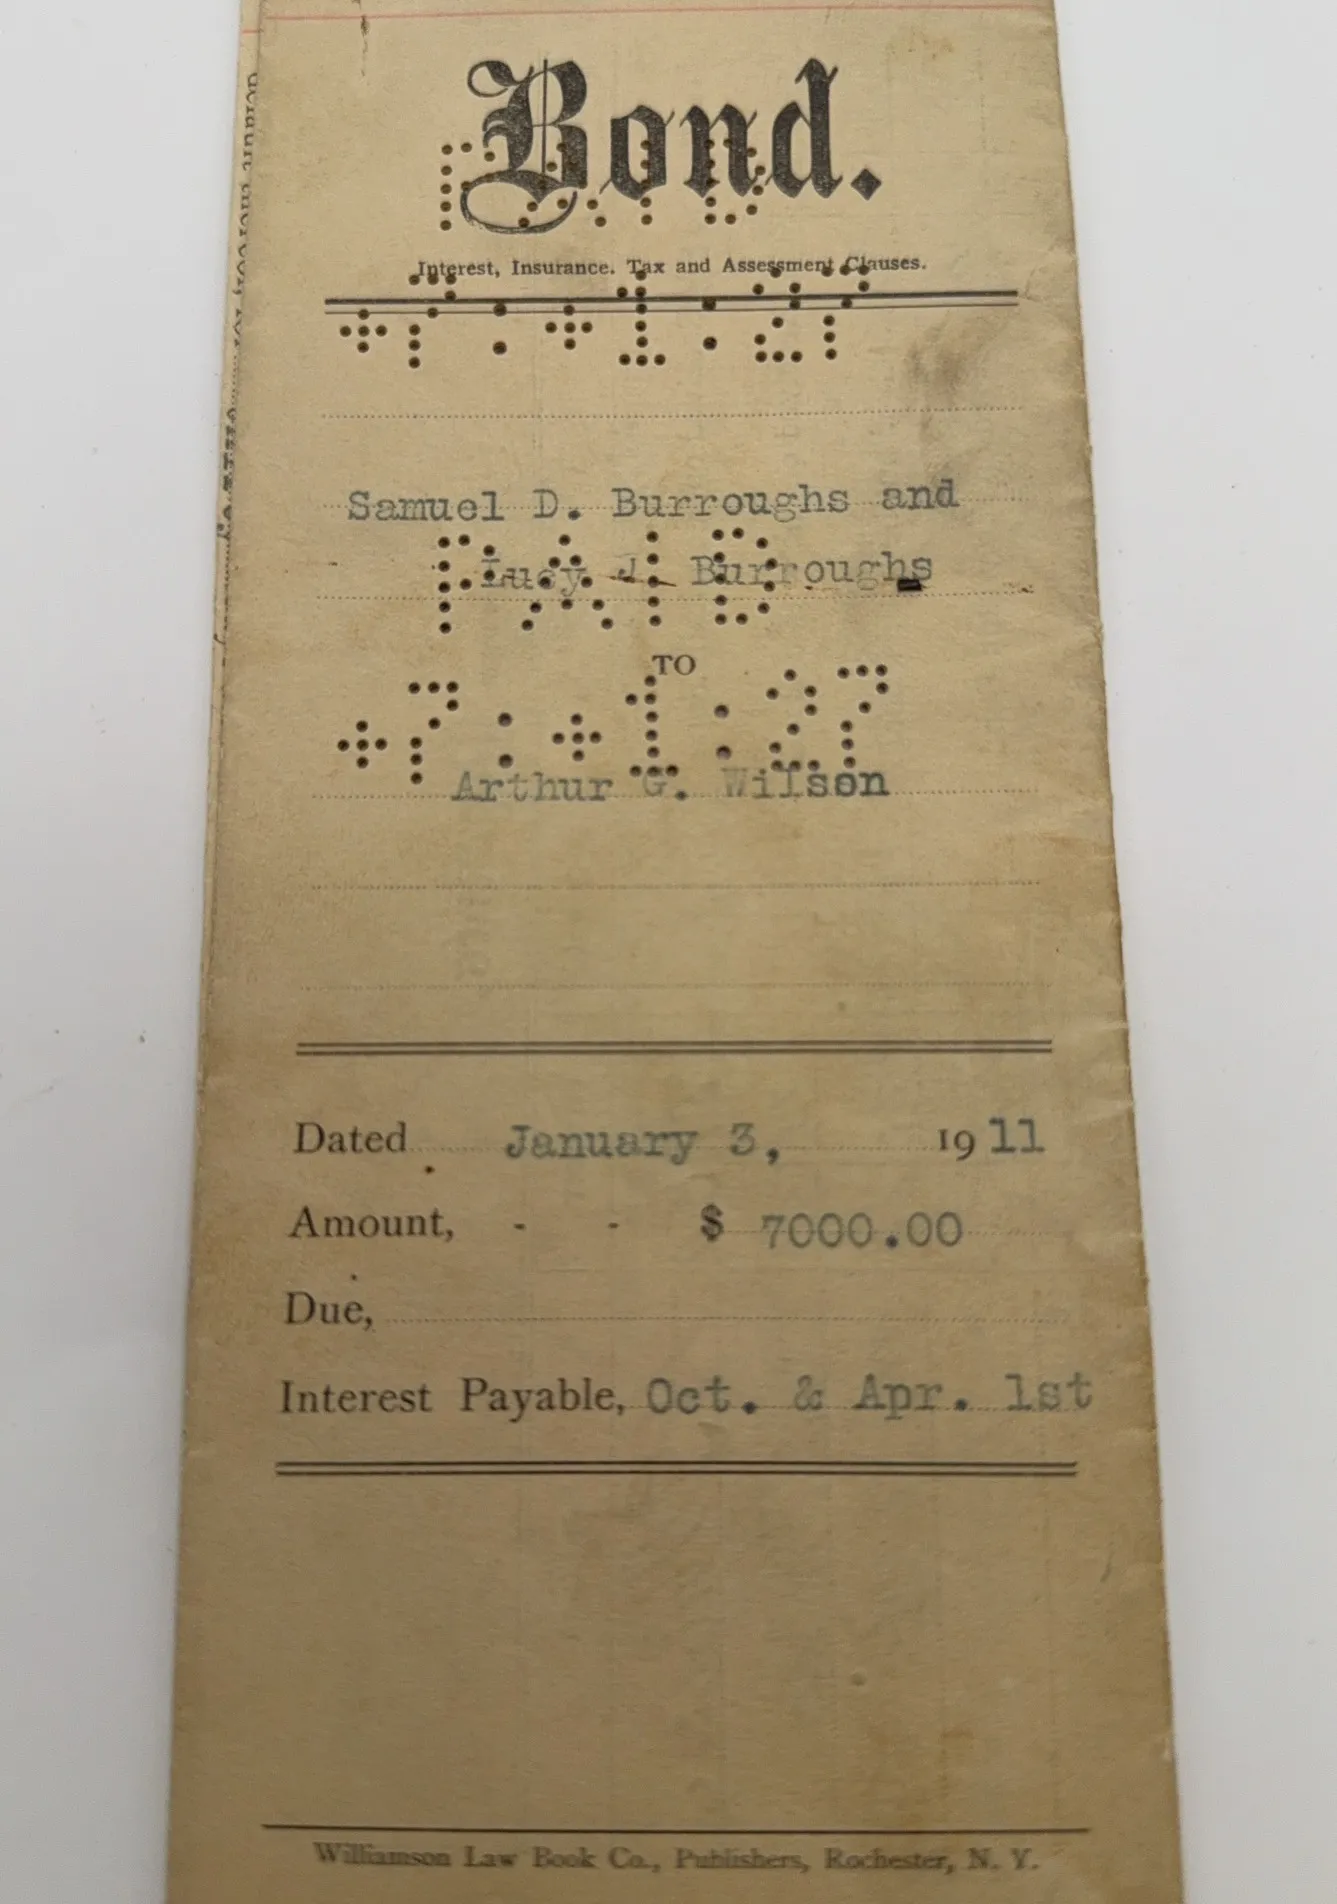 Bond.
PAID
Interest, Insurance, Tax and Assessment Clauses.
+7:+1:27
Samuel D. Burroughs and
Lucy J. Burroughs
PAID
TO
+7:+1:27
Arthur G. Wilson
Dated January 3, 1911
Amount, - - $ 7000.00
Due,
Interest Payable, Oct. & Apr. 1st
Williamson Law Book Co., Publishers, Rochester, N. Y.